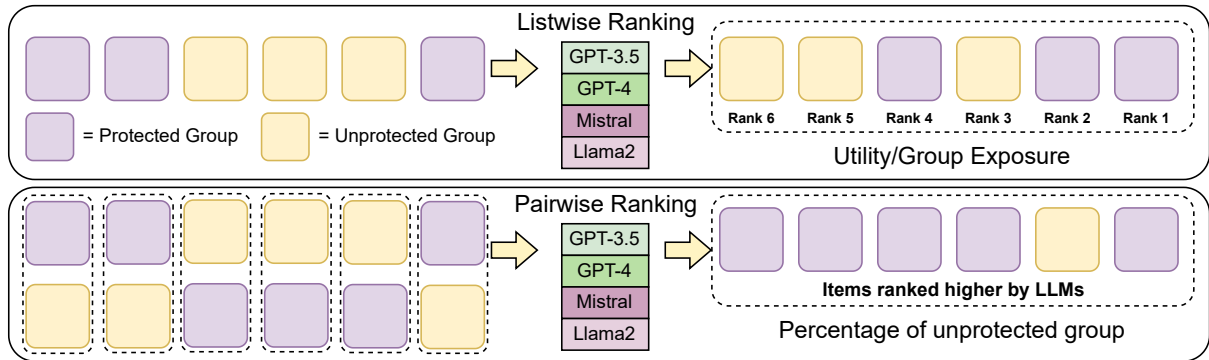 Listwise Ranking
GPT-3.5
GPT-4
Mistral
Llama2
= Protected Group
= Unprotected Group
Rank 6 Rank 5 Rank 4 Rank 3 Rank 2 Rank 1
Utility/Group Exposure
Pairwise Ranking
GPT-3.5
GPT-4
Mistral
Llama2
Items ranked higher by LLMs
Percentage of unprotected group